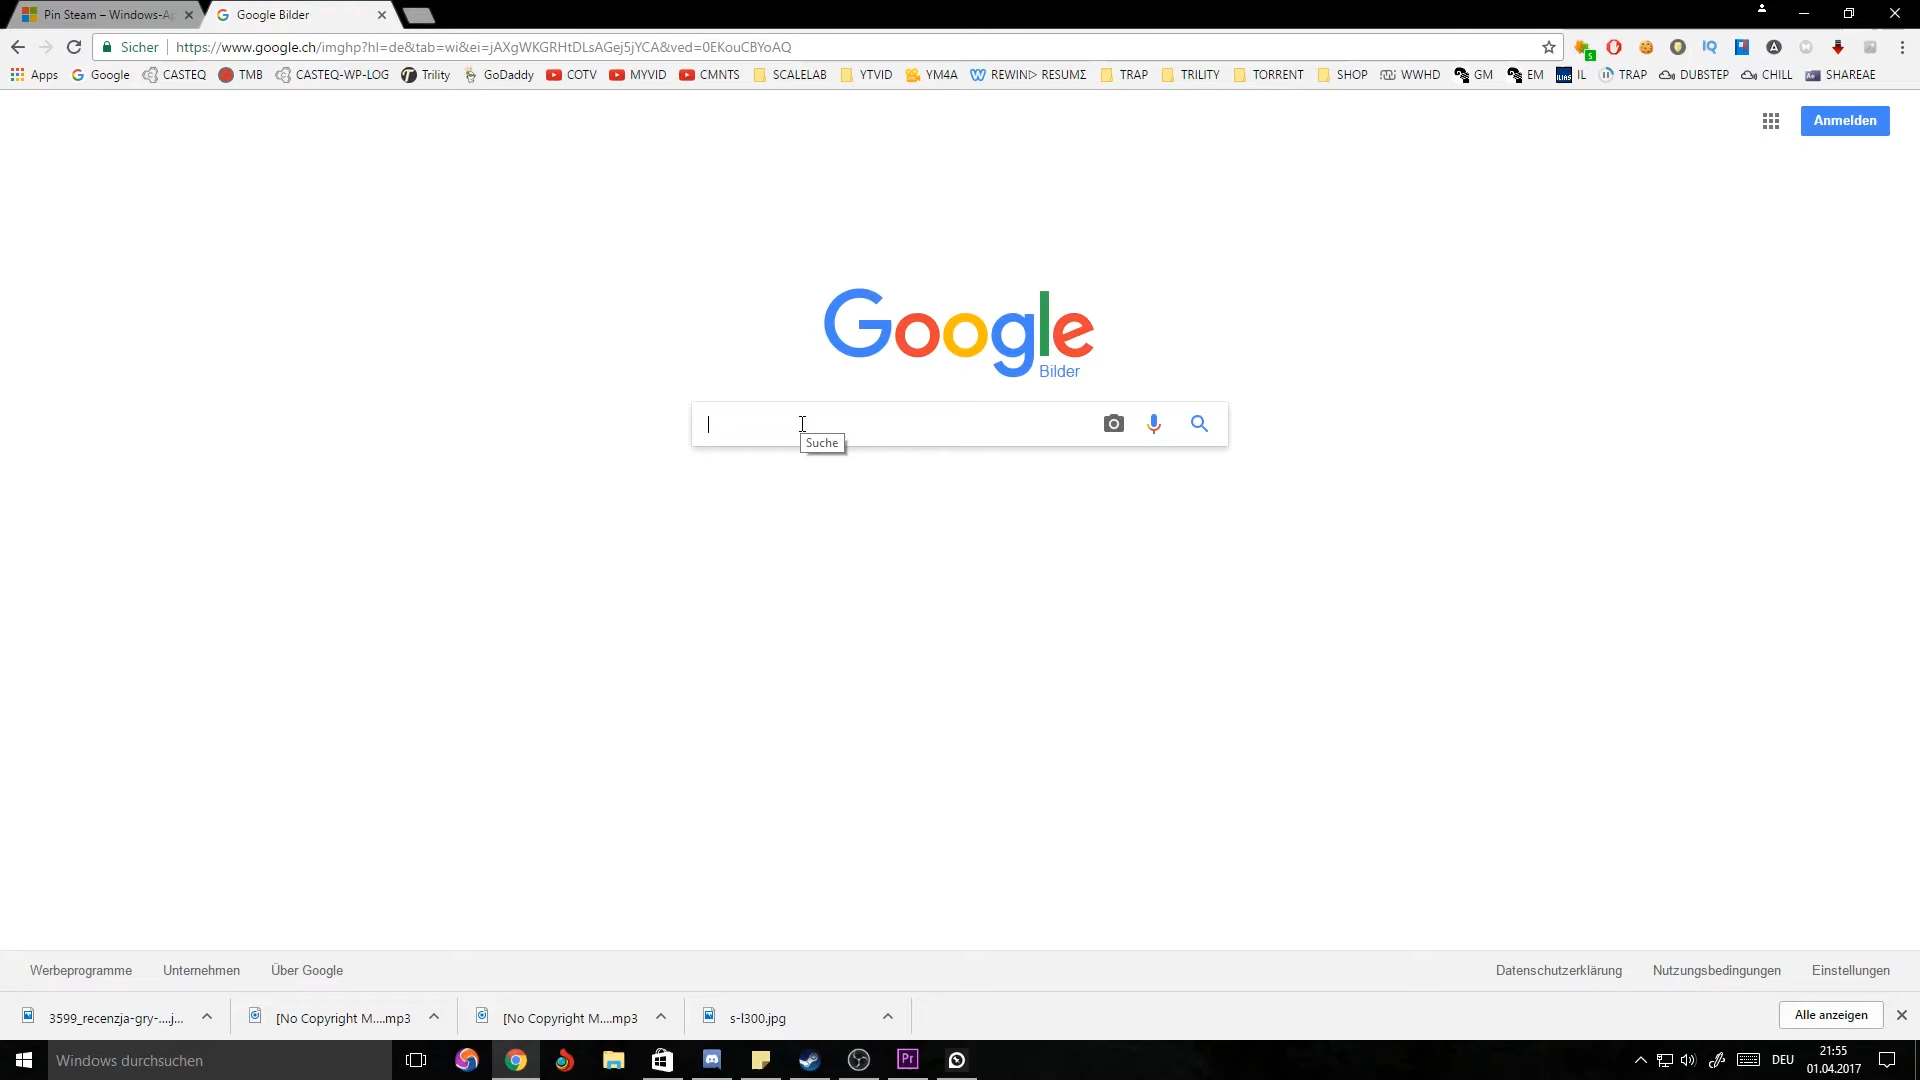 Pin Steam – Windows-Ap
Google Bilder
Sicher
https://www.google.ch/imghp?hl=de&tab=wi&ei=jAXgWKGRHtDLsAGej5jYCA&ved=0EKouCBYoAQ
5
Apps
Google
CASTEQ
TMB
CASTEQ-WP-LOG
Trility
GoDaddy
COTV
MYVID
CMNTS
SCALELAB
YTVID
YM4A
REWIN▷ RESUMΣ
TRAP
TRILITY
TORRENT
SHOP
WWHD
GM
EM
IL
TRAP
DUBSTEP
CHILL
SHAREAE
Anmelden
Google
Bilder
Suche
Werbeprogramme
Unternehmen
Über Google
Datenschutzerklärung
Nutzungsbedingungen
Einstellungen
3599_recenzja-gry-....j...
[No Copyright M....mp3
[No Copyright M....mp3
s-l300.jpg
Alle anzeigen
Windows durchsuchen
Pr
DEU
21:55
01.04.2017